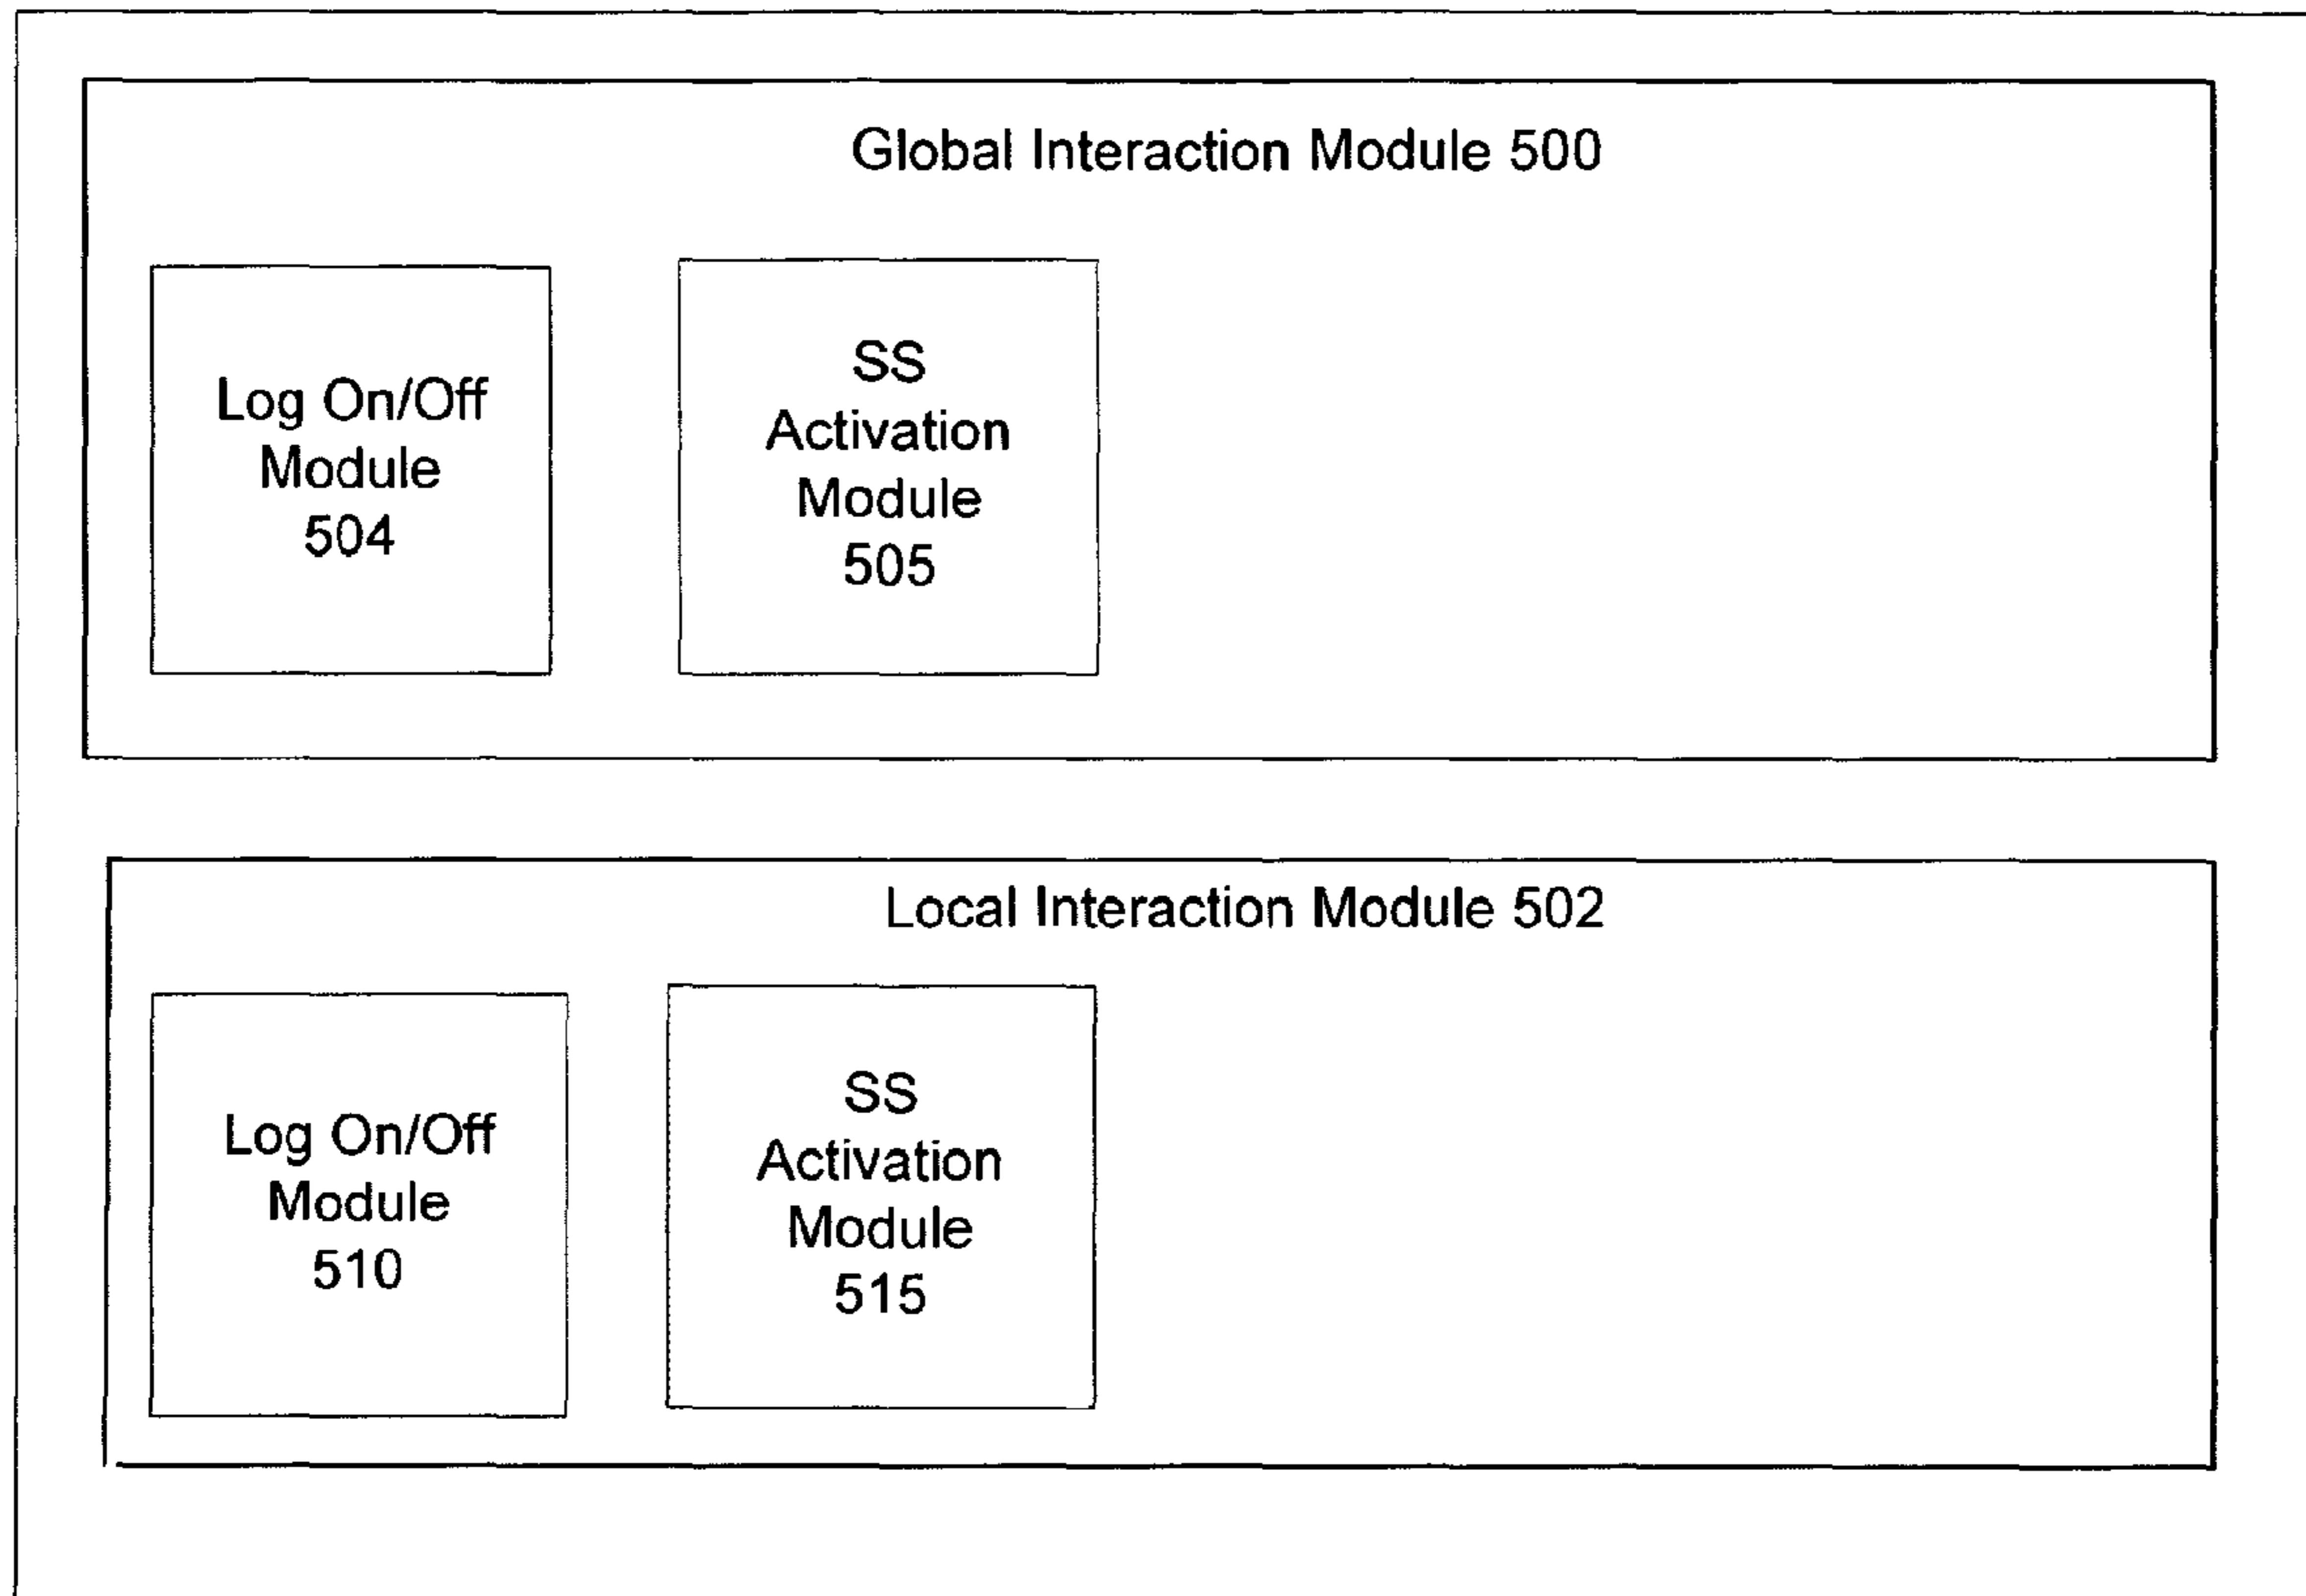 Global Interaction Module 500
Log On/Off
Module
504
SS
Activation
Module
505
Local Interaction Module 502
Log On/Off
Module
510
SS
Activation
Module
515